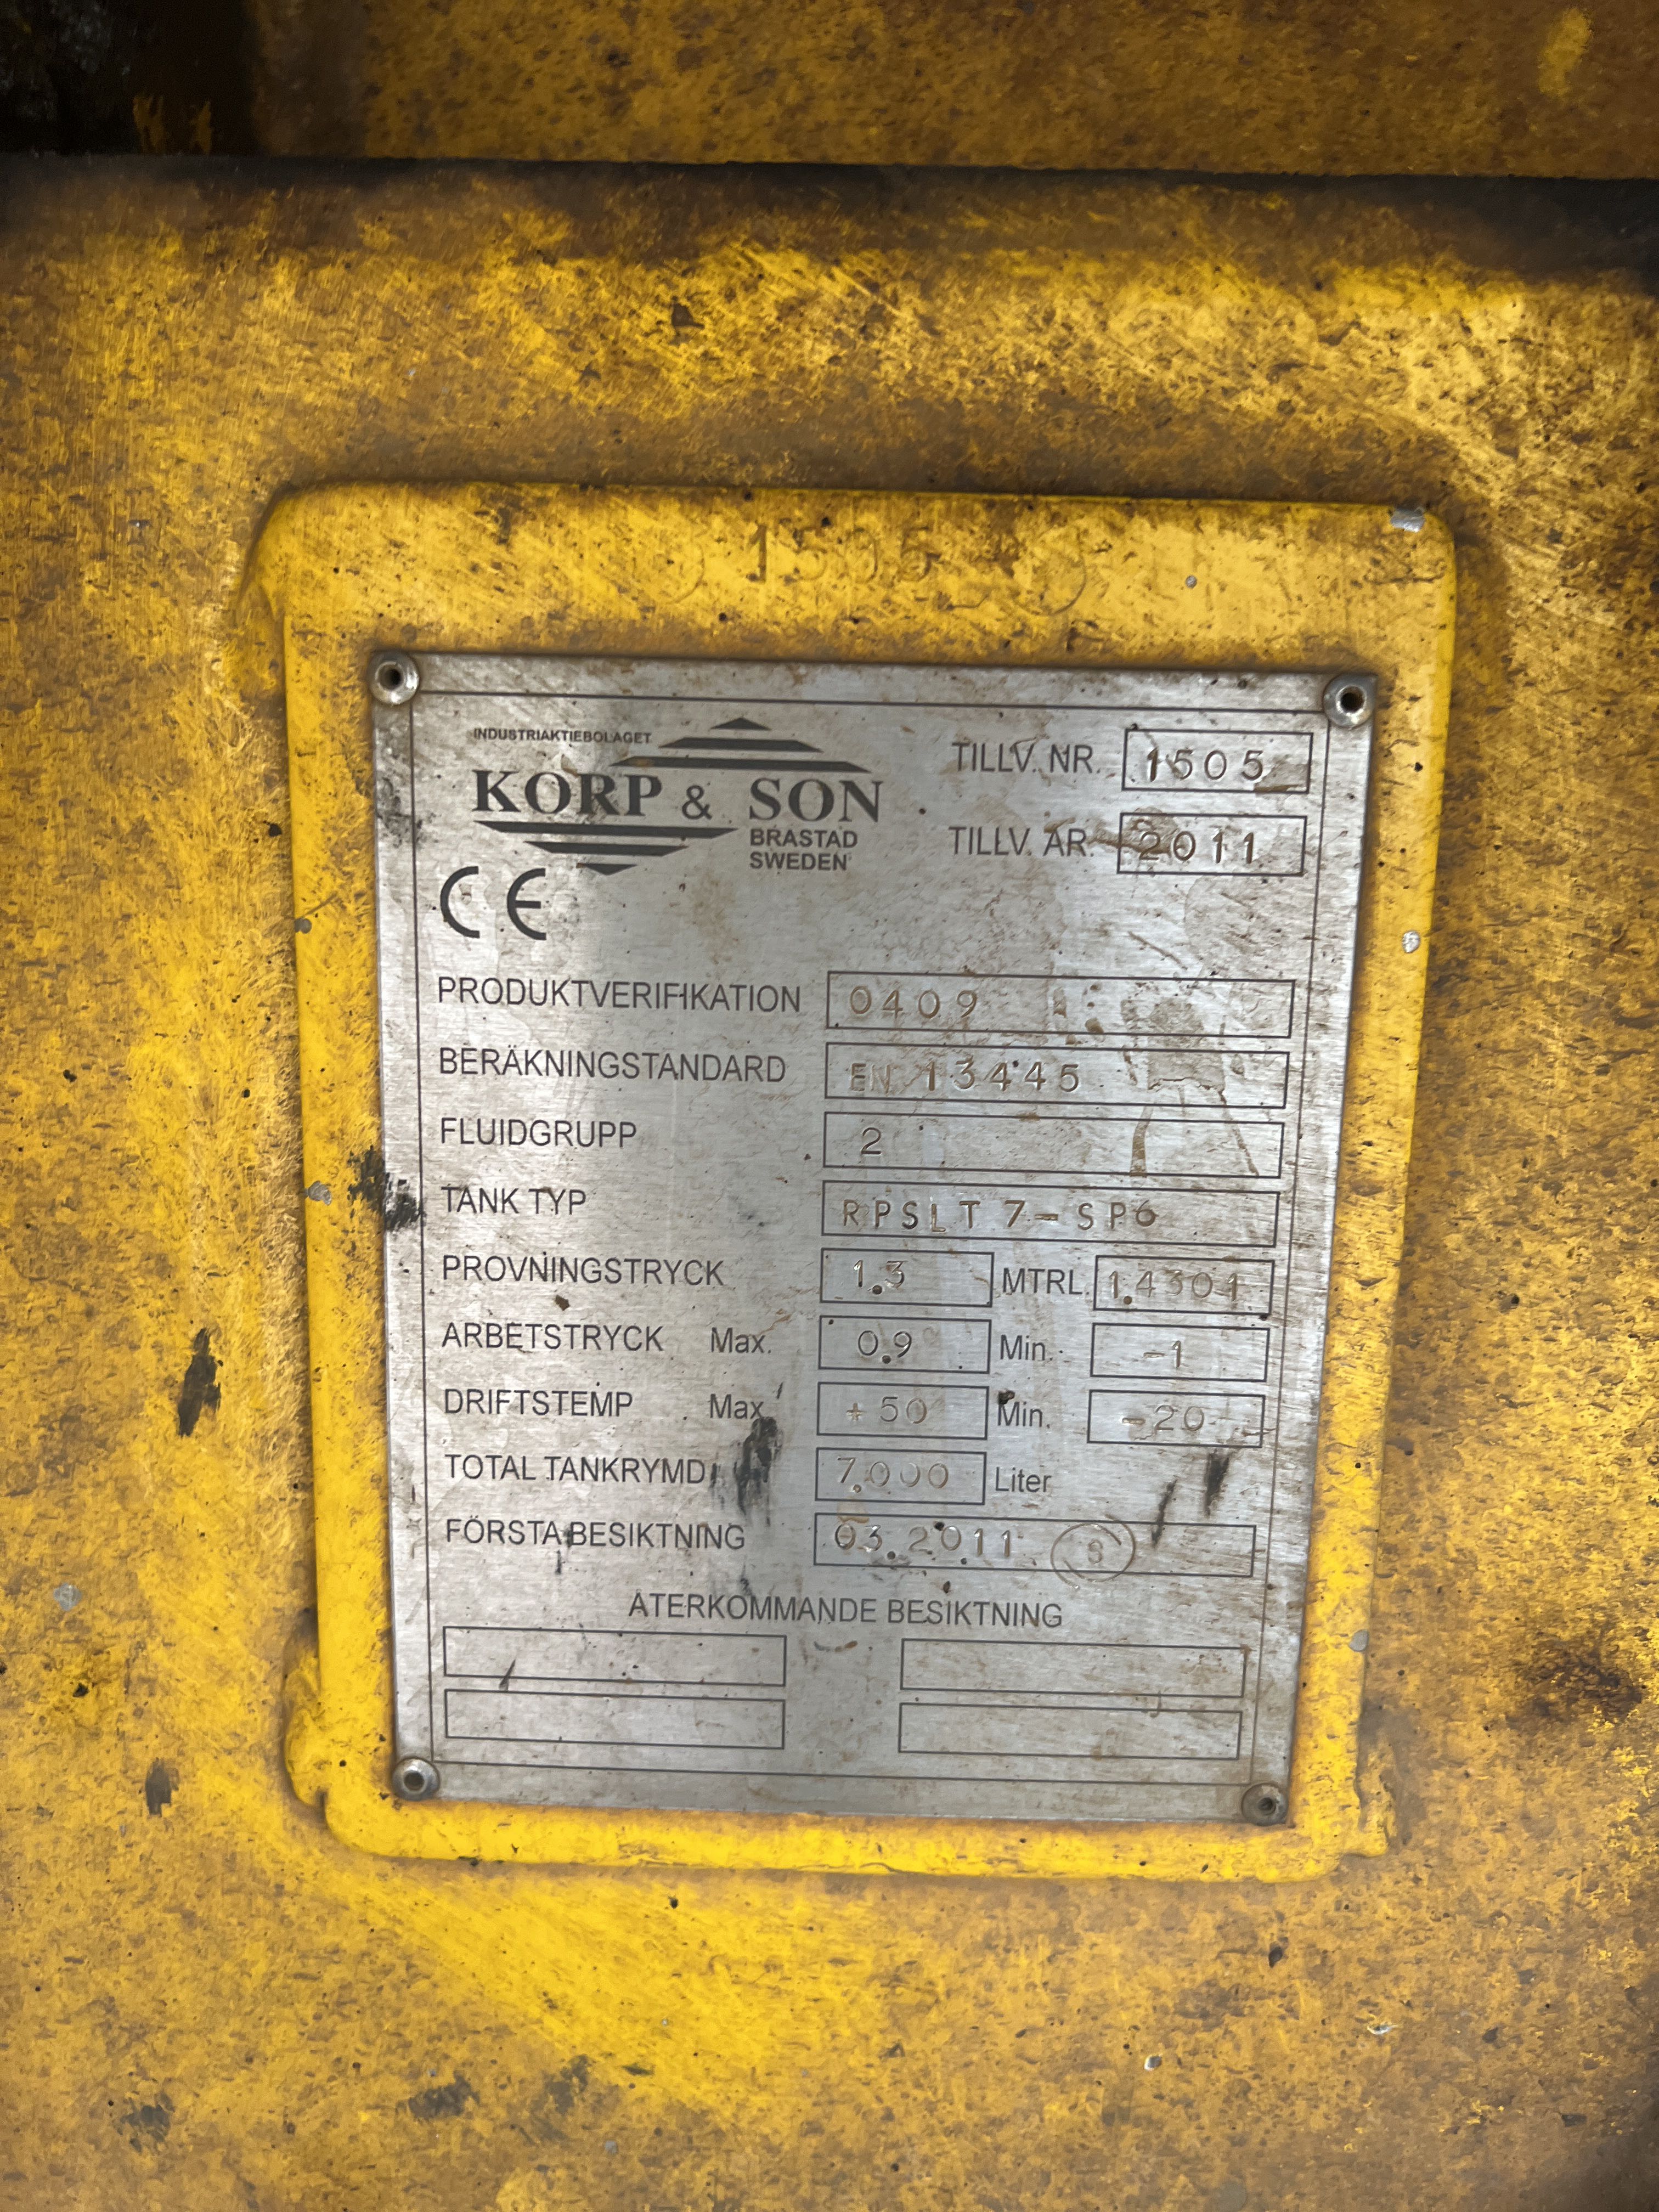 1505
INDUSTRIAKTIEBOLAGET
KORP & SON
BRASTAD
SWEDEN
TILLV. NR. 1505
TILLV. ÅR. 2011
CE
PRODUKTVERIFIKATION 0409
BERÄKNINGSTANDARD EN 13445
FLUIDGRUPP 2
TANK TYP RPSLT 7-SP6
PROVNINGSTRYCK 1.3 MTRL. 1.4301
ARBETSTRYCK Max. 0.9 Min. -1
DRIFTSTEMP Max. +50 Min. -20
TOTAL TANKRYMD 7.000 Liter
FÖRSTA BESIKTNING 03.2011
ÅTERKOMMANDE BESIKTNING